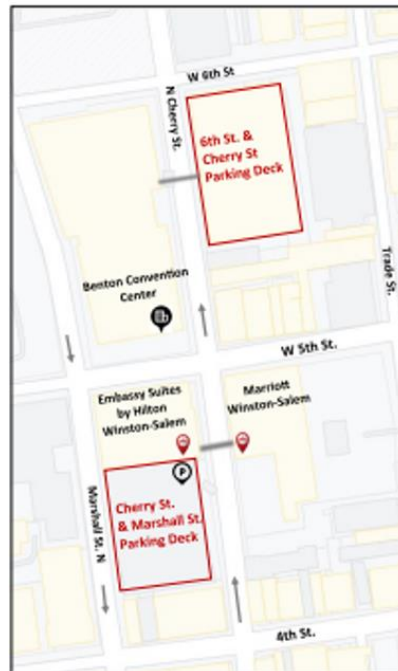 W 6th St
N Cherry St.
6th St. &
Cherry St
Parking Deck
Trade St.
Benton Convention
Center
W 5th St.
Embassy Suites
by Hilton
Winston-Salem
Marriott
Winston-Salem
P
Cherry St.
& Marshall St.
Parking Deck
Marshall St. N
4th St.